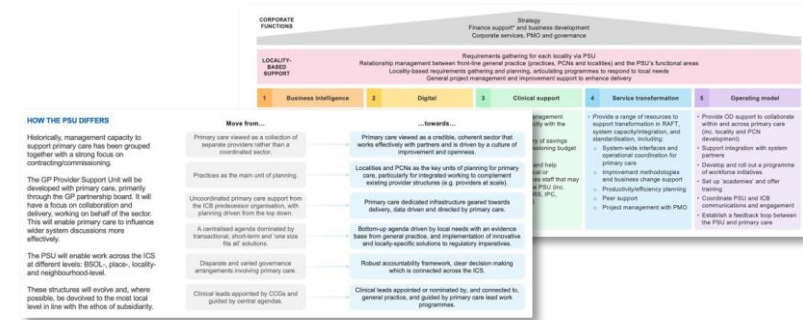 CORPORATE
FUNCTIONS
Strategy
Finance support* and business development
Corporate services, PMO and governance
LOCALITY-
BASED
SUPPORT
Requirements gathering for each locality via PSU
Relationship management between front-line general practice (practices, PCNs and localities) and the PSU's functional areas
Locality-based requirements gathering and planning, articulating programmes to respond to local needs
General project management and improvement support to enhance delivery
1 Business intelligence
2 Digital
3 Clinical support
4 Service transformation
5 Operating model
nagement
cility with the
y of savings
sioning budget
and help
cal or
ces staff that may
e PSU (inc.
RS, IPC,
• Provide a range of resources to
support transformation in RAFT,
system capacity/integration, and
standardisation, including:
o System-wide interfaces and
operational coordination for
primary care
o Improvement methodologies
and business change support
o Productivity/efficiency planning
o Peer support
o Project management with PMO
• Provide OD support to collaborate
within and across primary care
(inc. locality and PCN
development)
• Support integration with system
partners
• Develop and roll out a programme
of workforce initiatives
• Set up 'academies' and offer
training
• Coordinate PSU and ICB
communications and engagement
• Establish a feedback loop between
the PSU and primary care
HOW THE PSU DIFFERS
Historically, management capacity to
support primary care has been grouped
together with a strong focus on
contracting/commissioning.
The GP Provider Support Unit will be
developed with primary care, primarily
through the GP partnership board. It will
have a focus on collaboration and
delivery, working on behalf of the sector.
This will enable primary care to influence
wider system discussions more
effectively.
The PSU will enable work across the ICS
at different levels: BSOL-, place-, locality-
and neighbourhood-level.
These structures will evolve and, where
possible, be devolved to the most local
level in line with the ethos of subsidiarity.
Move from…
…towards…
Primary care viewed as a collection of
separate providers rather than a
coordinated sector.
Primary care viewed as a credible, coherent sector that
works effectively with partners and is driven by a culture of
improvement and openness.
Practices as the main unit of planning.
Localities and PCNs as the key units of planning for primary
care, particularly for integrated working to complement
existing provider structures (e.g. providers at scale).
Uncoordinated primary care support from
the ICB predecessor organisation, with
planning driven from the top down.
Primary care dedicated infrastructure geared towards
delivery, data driven and directed by primary care.
A centralised agenda dominated by
transactional, short-term and 'one size
fits all' solutions.
Bottom-up agenda driven by local needs with an evidence
base from general practice, and implementation of innovative
and locally-specific solutions to regulatory imperatives.
Disparate and varied governance
arrangements involving primary care.
Robust accountability framework, clear decision making
which is connected across the ICS.
Clinical leads appointed by CCGs and
guided by central agendas.
Clinical leads appointed or nominated by, and connected to,
general practice, and guided by primary care lead work
programmes.